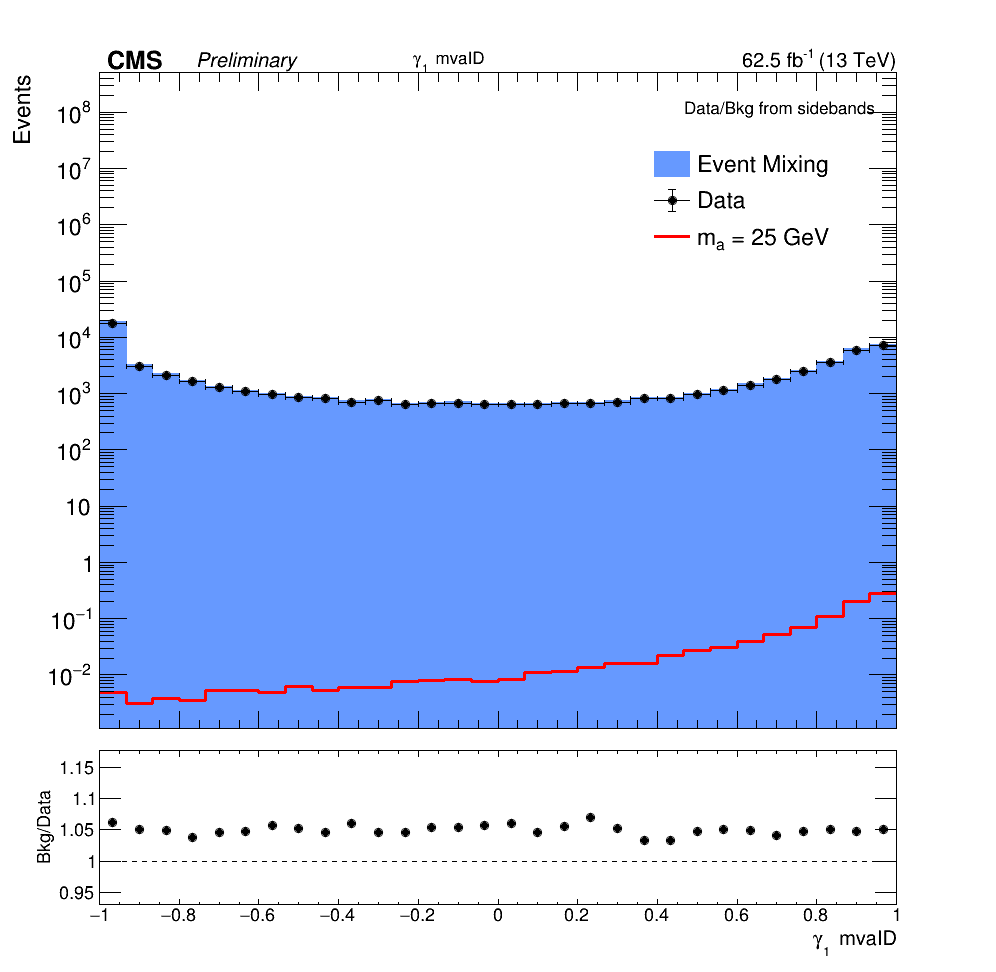 CMS Preliminary γ₁ mvaID 62.5 fb⁻¹ (13 TeV)
Events
Data/Bkg from sidebands
Event Mixing
Data
mₐ = 25 GeV
10⁸
10⁷
10⁶
10⁵
10⁴
10³
10²
10
1
10⁻¹
10⁻²
Bkg/Data
1.15
1.1
1.05
1
0.95
−1 −0.8 −0.6 −0.4 −0.2 0 0.2 0.4 0.6 0.8 1
γ₁ mvaID